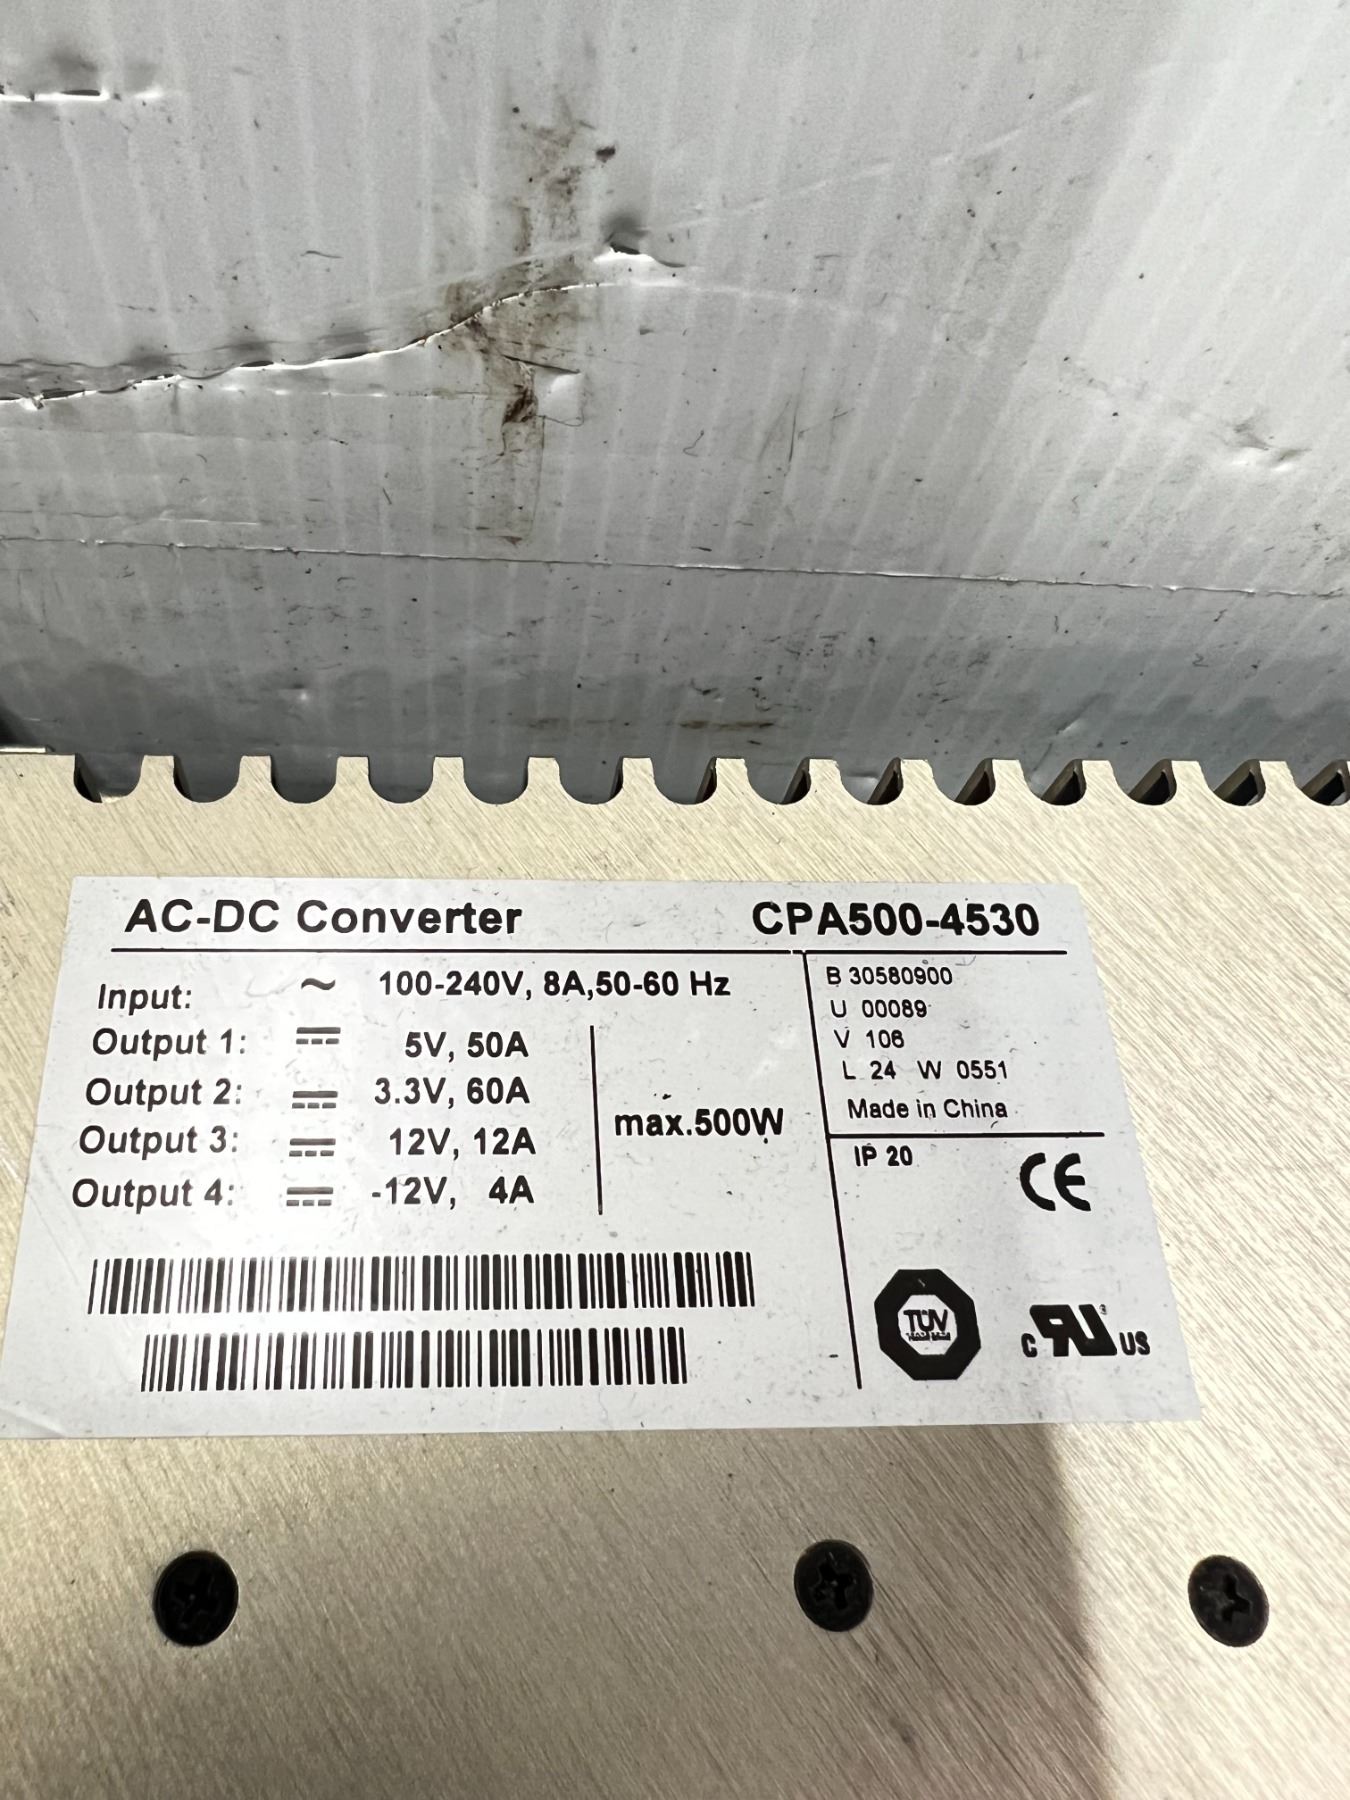 AC-DC Converter CPA500-4530
Input: ~ 100-240V, 8A,50-60 Hz
Output 1: 5V, 50A
Output 2: 3.3V, 60A
Output 3: 12V, 12A
Output 4: -12V, 4A
max.500W
B 30580900
U 00089
V 106
L 24 W 0551
Made in China
IP 20
CE
TÜV
c RU ® US